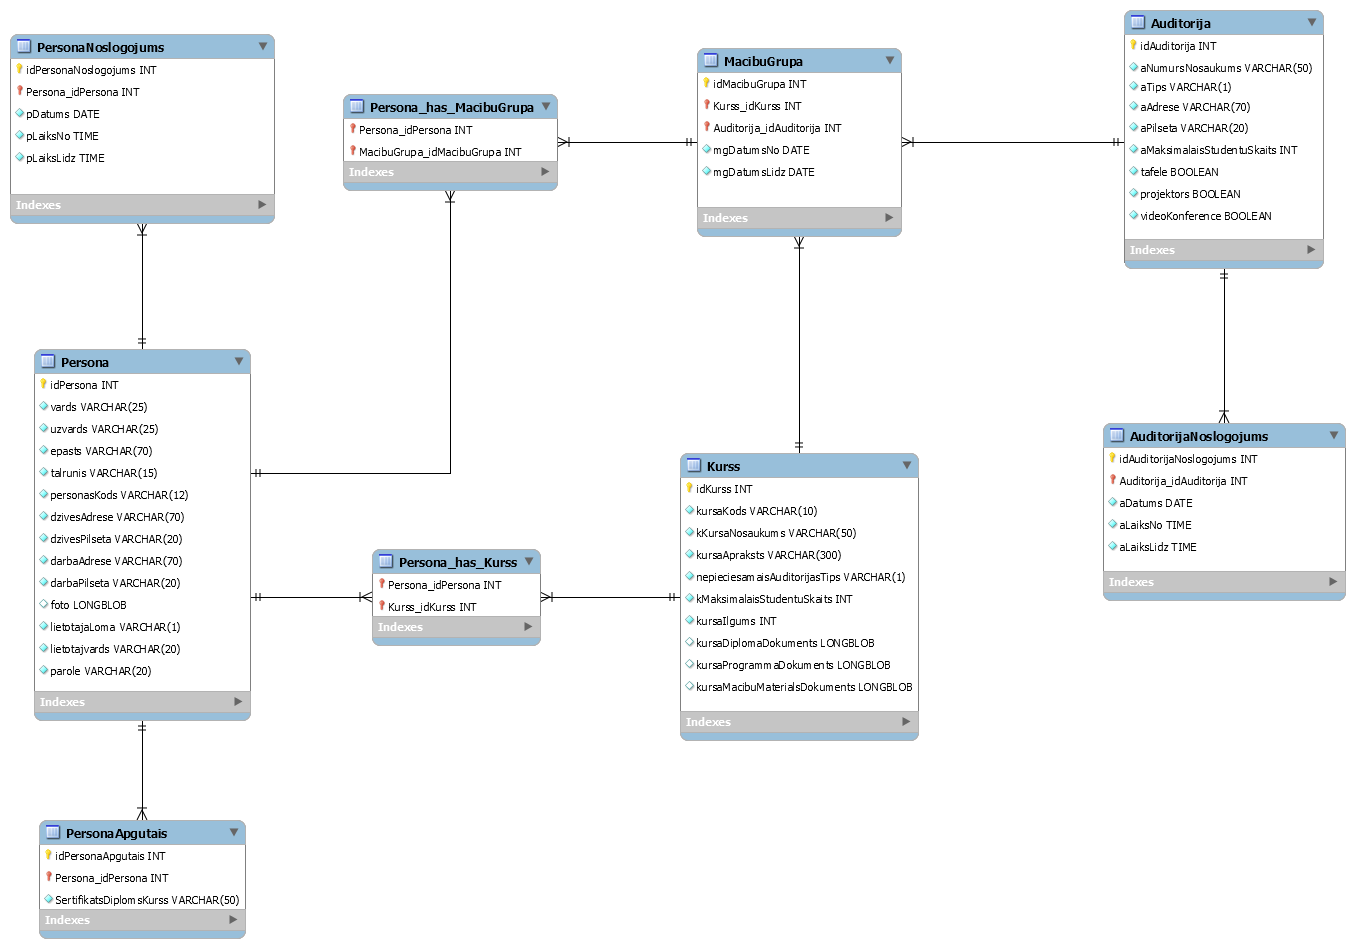 PersonaNoslogojums
idPersonaNoslogojums INT
Persona_idPersona INT
pDatums DATE
pLaiksNo TIME
pLaiksLidz TIME
Indexes
Persona_has_MacibuGrupa
Persona_idPersona INT
MacibuGrupa_idMacibuGrupa INT
Indexes
MacibuGrupa
idMacibuGrupa INT
Kurss_idKurss INT
Auditorija_idAuditorija INT
mgDatumsNo DATE
mgDatumsLidz DATE
Indexes
Auditorija
idAuditorija INT
aNumursNosaukums VARCHAR(50)
aTips VARCHAR(1)
aAdrese VARCHAR(70)
aPilseta VARCHAR(20)
aMaksimalaisStudentuSkaits INT
tafele BOOLEAN
projektors BOOLEAN
videoKonference BOOLEAN
Indexes
Persona
idPersona INT
vards VARCHAR(25)
uzvards VARCHAR(25)
epasts VARCHAR(70)
talrunis VARCHAR(15)
personasKods VARCHAR(12)
dzivesAdrese VARCHAR(70)
dzivesPilseta VARCHAR(20)
darbaAdrese VARCHAR(70)
darbaPilseta VARCHAR(20)
foto LONGBLOB
lietotajaLoma VARCHAR(1)
lietotajvards VARCHAR(20)
parole VARCHAR(20)
Indexes
Persona_has_Kurss
Persona_idPersona INT
Kurss_idKurss INT
Indexes
Kurss
idKurss INT
kursaKods VARCHAR(10)
kKursaNosaukums VARCHAR(50)
kursaApraksts VARCHAR(300)
nepieciesamaisAuditorijasTips VARCHAR(1)
kMaksimalaisStudentuSkaits INT
kursaIlgums INT
kursaDiplomaDokuments LONGBLOB
kursaProgrammaDokuments LONGBLOB
kursaMacibuMaterialsDokuments LONGBLOB
Indexes
AuditorijaNoslogojums
idAuditorijaNoslogojums INT
Auditorija_idAuditorija INT
aDatums DATE
aLaiksNo TIME
aLaiksLidz TIME
Indexes
PersonaApgutais
idPersonaApgutais INT
Persona_idPersona INT
SertifikatsDiplomsKurss VARCHAR(50)
Indexes